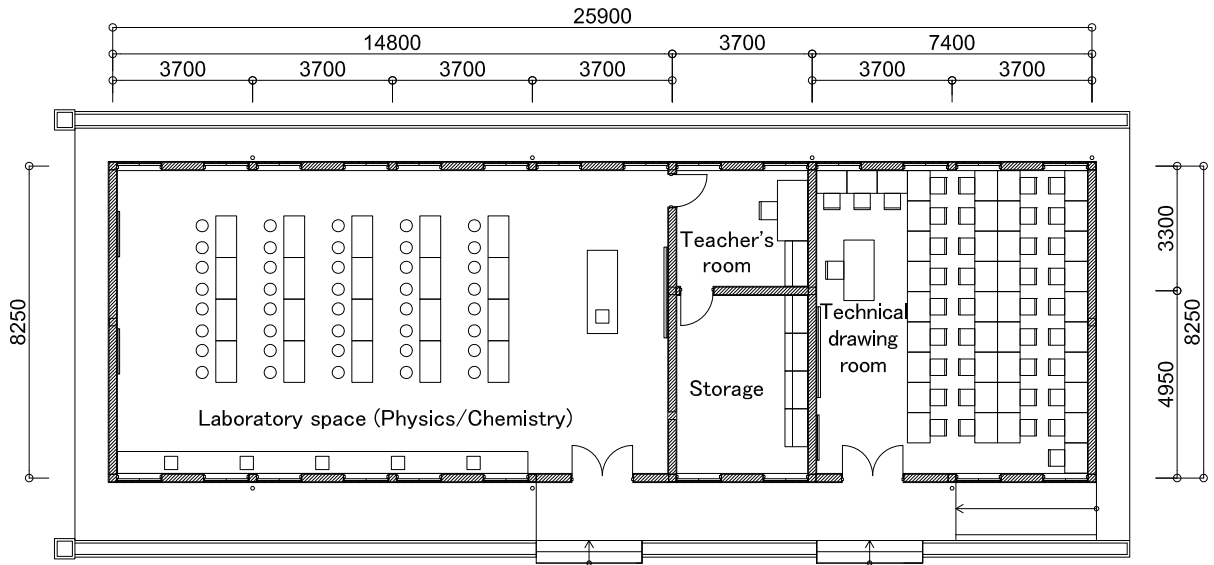 25900
14800 3700 7400
3700 3700 3700 3700 3700 3700
8250
3300
4950
8250
Teacher's
room
Technical
drawing
room
Storage
Laboratory space (Physics/Chemistry)